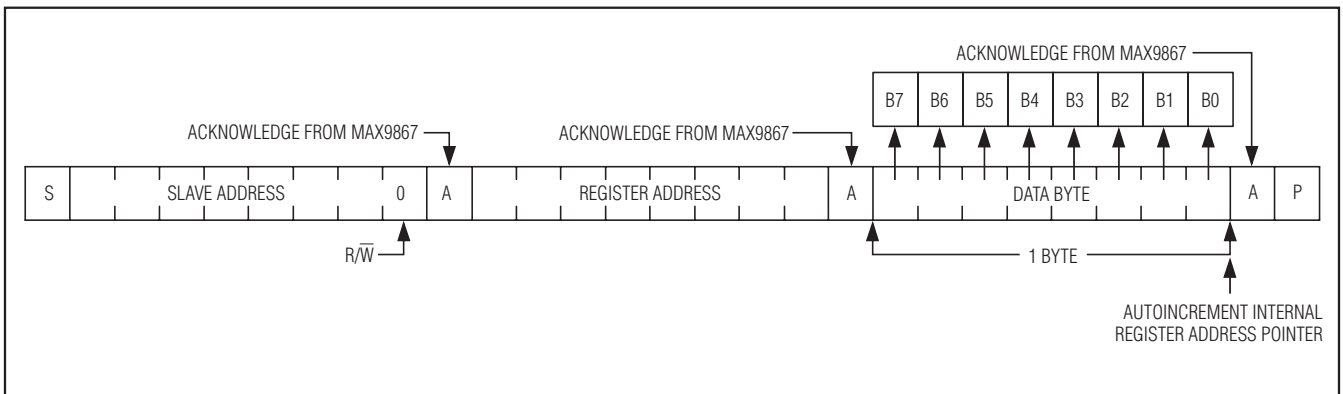 ACKNOWLEDGE FROM MAX9867
B7 B6 B5 B4 B3 B2 B1 B0
ACKNOWLEDGE FROM MAX9867
ACKNOWLEDGE FROM MAX9867
S SLAVE ADDRESS 0 A REGISTER ADDRESS A DATA BYTE A P
R/W̅
1 BYTE
AUTOINCREMENT INTERNAL
REGISTER ADDRESS POINTER